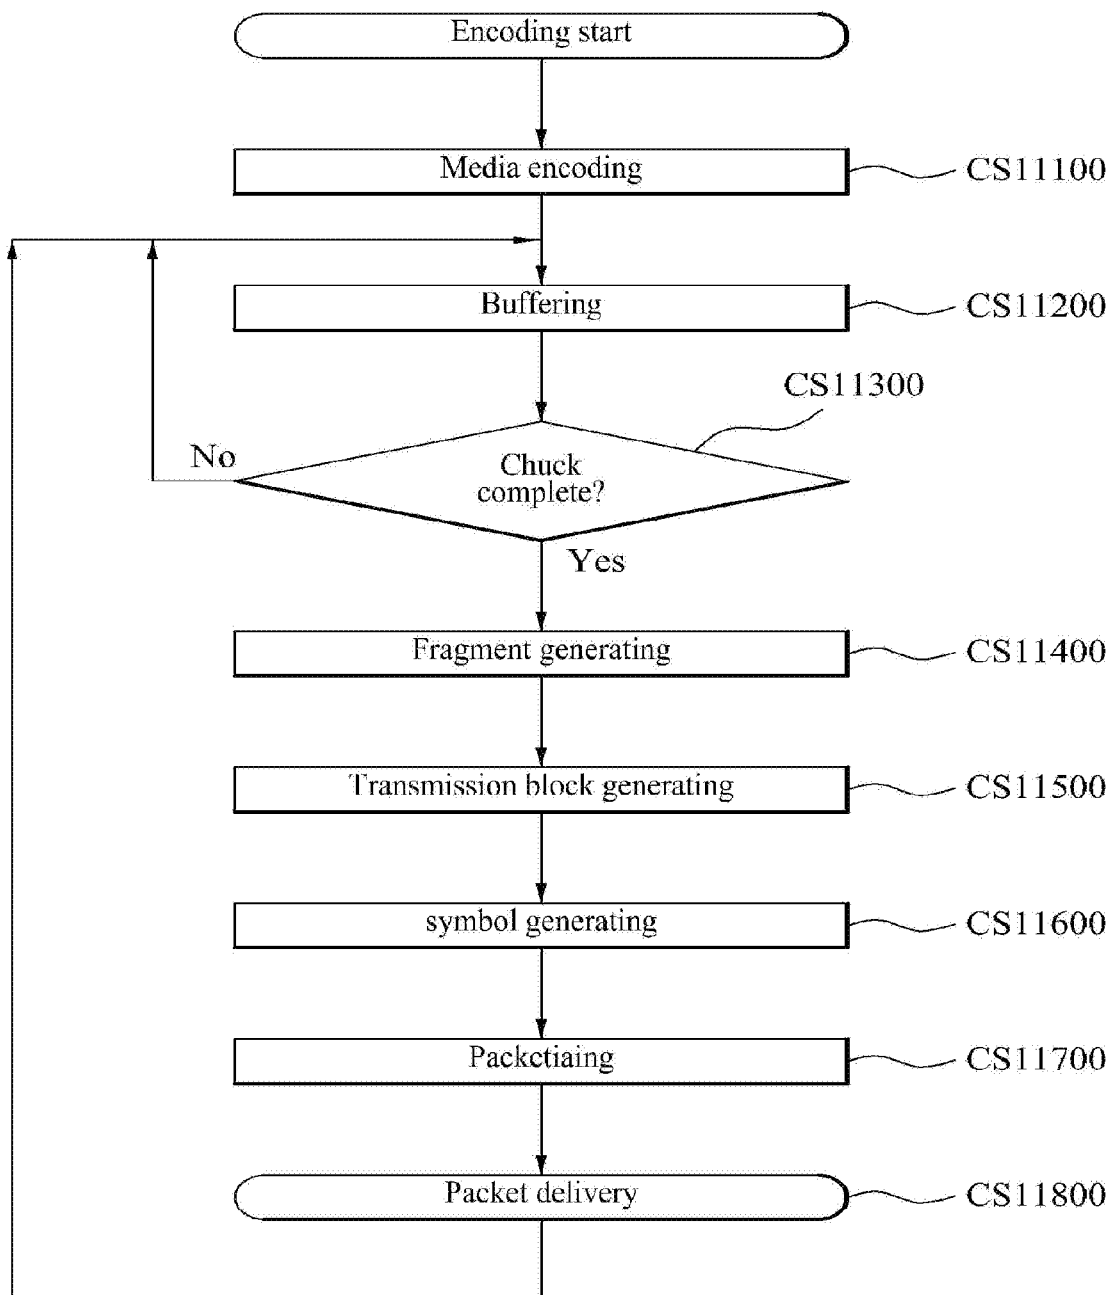 Encoding start
Media encoding
CS11100
Buffering
CS11200
CS11300
No
Chuck
complete?
Yes
Fragment generating
CS11400
Transmission block generating
CS11500
symbol generating
CS11600
Packctiaing
CS11700
Packet delivery
CS11800